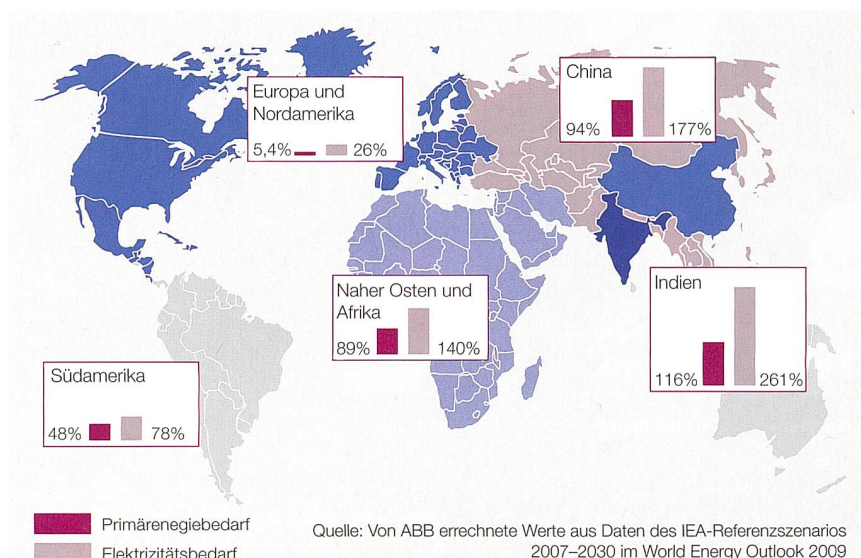 Europa und
Nordamerika
5,4% 26%
China
94% 177%
Naher Osten und
Afrika
89% 140%
Indien
116% 261%
Südamerika
48% 78%
Primärenegiebedarf
Elektrizitätsbedarf
Quelle: Von ABB errechnete Werte aus Daten des IEA-Referenzszenarios
2007–2030 im World Energy Outlook 2009